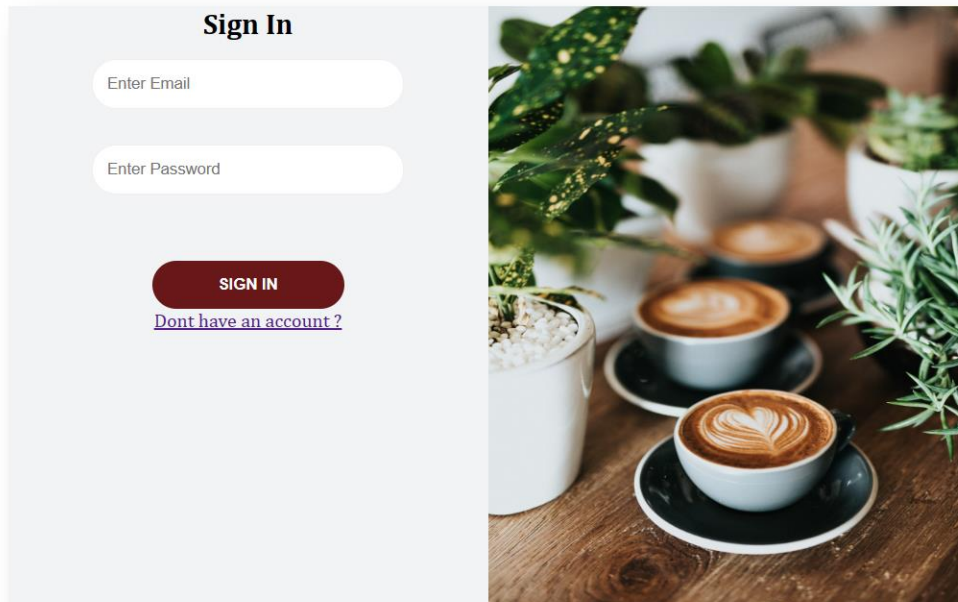 Sign In
Enter Email
Enter Password
SIGN IN
Dont have an account ?